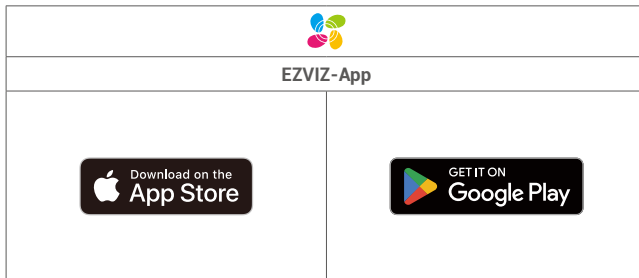 EZVIZ-App
Download on the
App Store
GET IT ON
Google Play